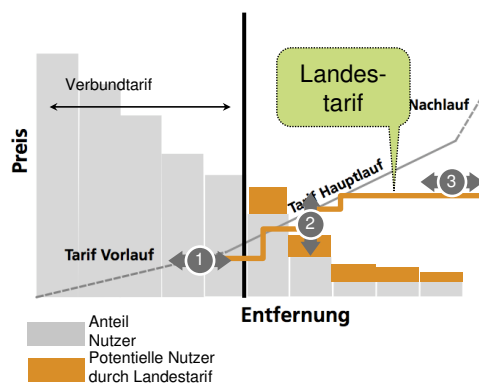 Verbundtarif
Landes-
tarif
Nachlauf
Preis
Tarif Hauptlauf
3
2
Tarif Vorlauf
1
Entfernung
Anteil
Nutzer
Potentielle Nutzer
durch Landestarif